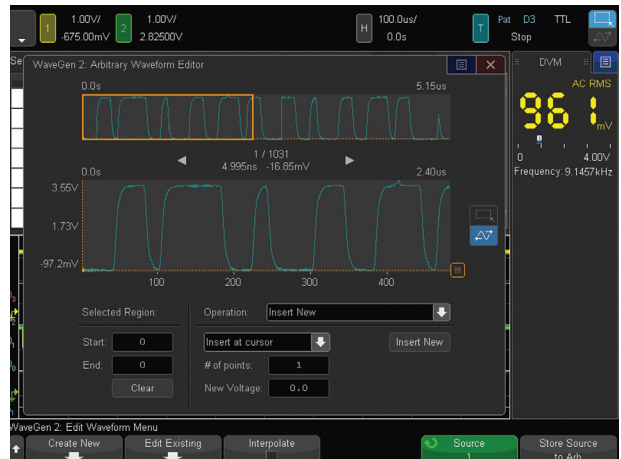 1 1.00V/ -675.00mV 2 1.00V/ 2.82500V H 100.0us/ 0.0s T Pat D3 TTL Stop
WaveGen 2: Arbitrary Waveform Editor
0.0s 5.15us
1 / 1031
4.995ns -16.85mV
0.0s 2.40us
3.55V
1.73V
-97.2mV
100 200 300 400
Selected Region: Operation: Insert New
Start: 0 Insert at cursor Insert New
End: 0 # of points: 1
Clear New Voltage: 0.0
DVM
AC RMS
961 mV
0 4.00V
Frequency: 9.1457kHz
WaveGen 2: Edit Waveform Menu
Create New Edit Existing Interpolate Source 1 Store Source to Arb